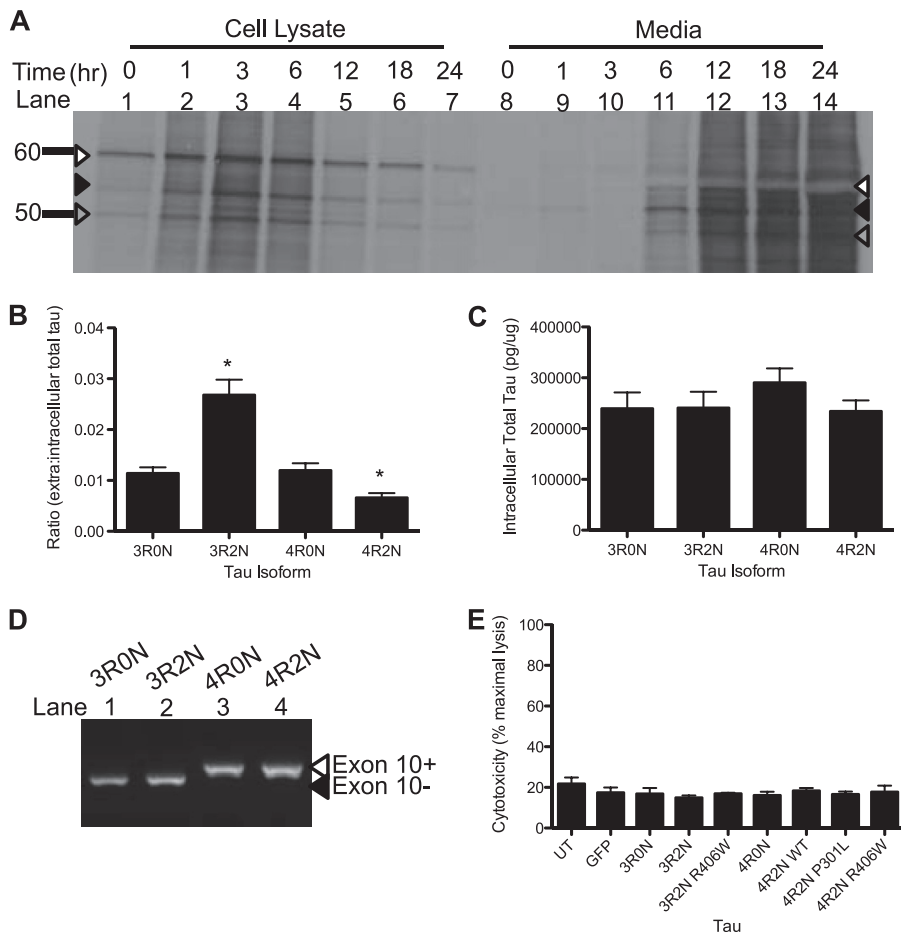 A
Cell Lysate Media
Time (hr) 0 1 3 6 12 18 24 0 1 3 6 12 18 24
Lane 1 2 3 4 5 6 7 8 9 10 11 12 13 14
60
50
B
Ratio (extra:intracellular total tau)
0.04
0.03
0.02
0.01
0.00
*
*
3R0N 3R2N 4R0N 4R2N
Tau Isoform
C
Intracellular Total Tau (pg/ug)
400000
300000
200000
100000
0
3R0N 3R2N 4R0N 4R2N
Tau Isoform
D
3R0N 3R2N 4R0N 4R2N
Lane 1 2 3 4
Exon 10+
Exon 10-
E
Cytotoxicity (% maximal lysis)
100
80
60
40
20
0
UT GFP 3R0N 3R2N 3R2N R406W 4R0N 4R2N WT 4R2N P301L 4R2N R406W
Tau